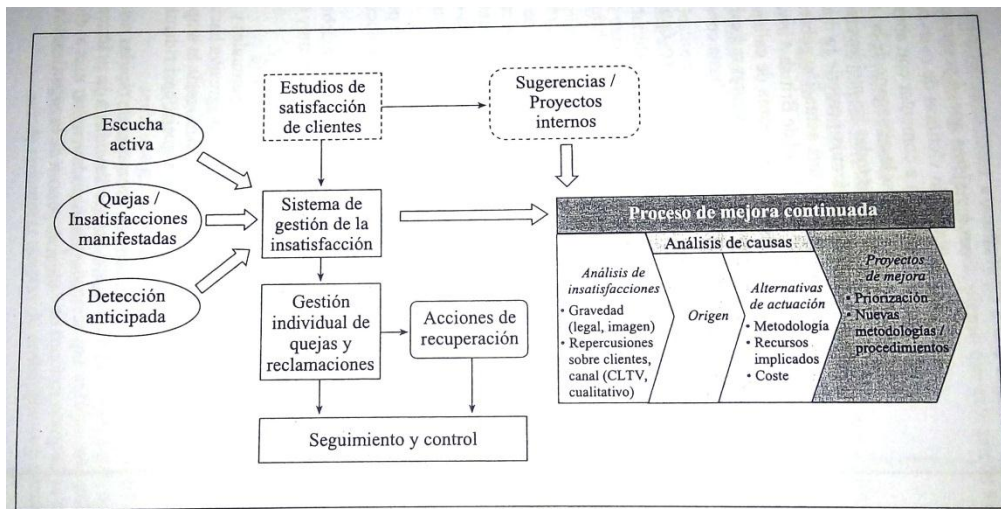 Estudios de
satisfacción
de clientes
Sugerencias /
Proyectos
internos
Escucha
activa
Quejas /
Insatisfacciones
manifestadas
Detección
anticipada
Sistema de
gestión de la
insatisfacción
Gestión
individual de
quejas y
reclamaciones
Acciones de
recuperación
Seguimiento y control
Proceso de mejora continuada
Análisis de causas
Análisis de
insatisfacciones
• Gravedad
(legal, imagen)
• Repercusiones
sobre clientes,
canal (CLTV,
cualitativo)
Origen
Alternativas
de actuación
• Metodología
• Recursos
implicados
• Coste
Proyectos
de mejora
• Priorización
• Nuevas
metodologías /
procedimientos